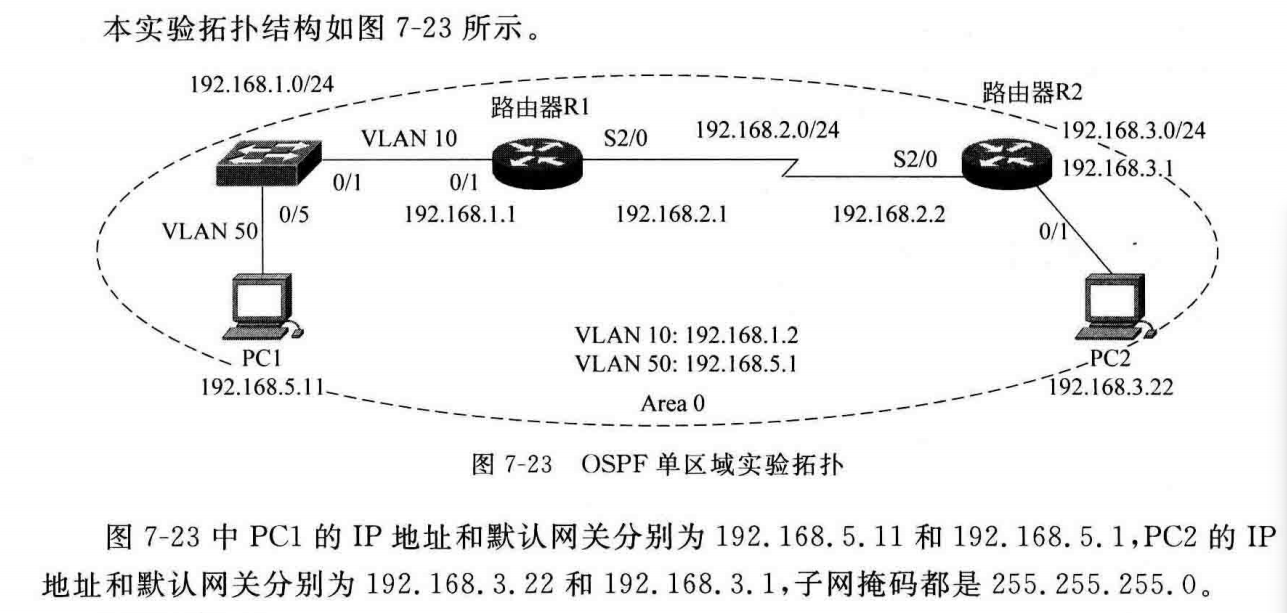 本实验拓扑结构如图 7-23 所示。
192.168.1.0/24
路由器R1
路由器R2
VLAN 10
S2/0
192.168.2.0/24
192.168.3.0/24
S2/0
192.168.3.1
0/1
0/1
0/5
192.168.1.1
192.168.2.1
192.168.2.2
VLAN 50
0/1
VLAN 10: 192.168.1.2
VLAN 50: 192.168.5.1
PC1
PC2
192.168.5.11
192.168.3.22
Area 0
图 7-23 OSPF 单区域实验拓扑
图 7-23 中 PC1 的 IP 地址和默认网关分别为 192.168.5.11 和 192.168.5.1,PC2 的 IP
地址和默认网关分别为 192.168.3.22 和 192.168.3.1,子网掩码都是 255.255.255.0。